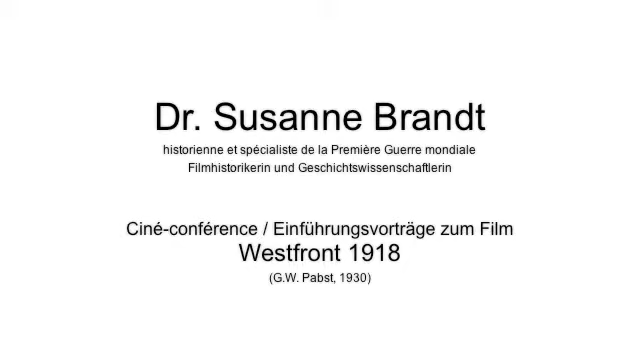 Dr. Susanne Brandt
historienne et spécialiste de la Première Guerre mondiale
Filmhistorikerin und Geschichtswissenschaftlerin
Ciné-conférence / Einführungsvorträge zum Film
Westfront 1918
(G.W. Pabst, 1930)